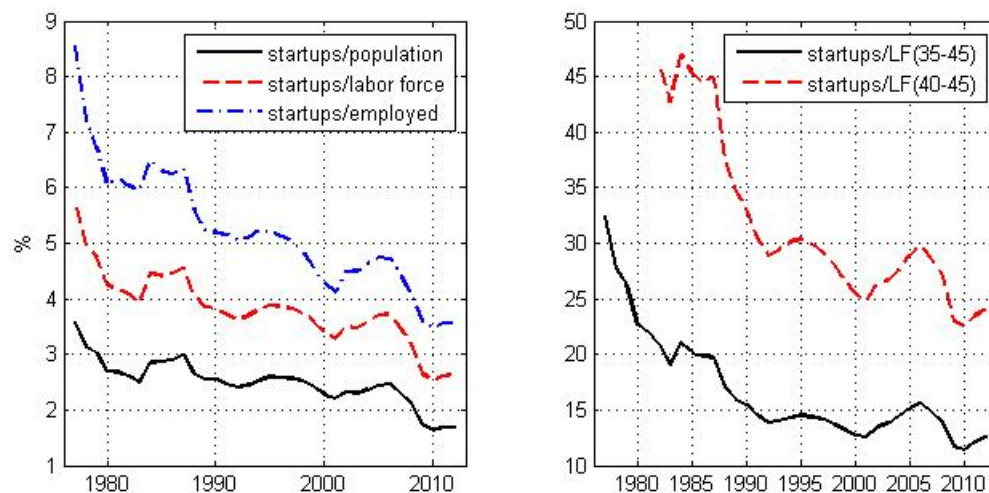 9
8
7
6
5
4
3
2
1
%
startups/population
startups/labor force
startups/employed
1980 1990 2000 2010
50
45
40
35
30
25
20
15
10
startups/LF(35-45)
startups/LF(40-45)
1980 1985 1990 1995 2000 2005 2010